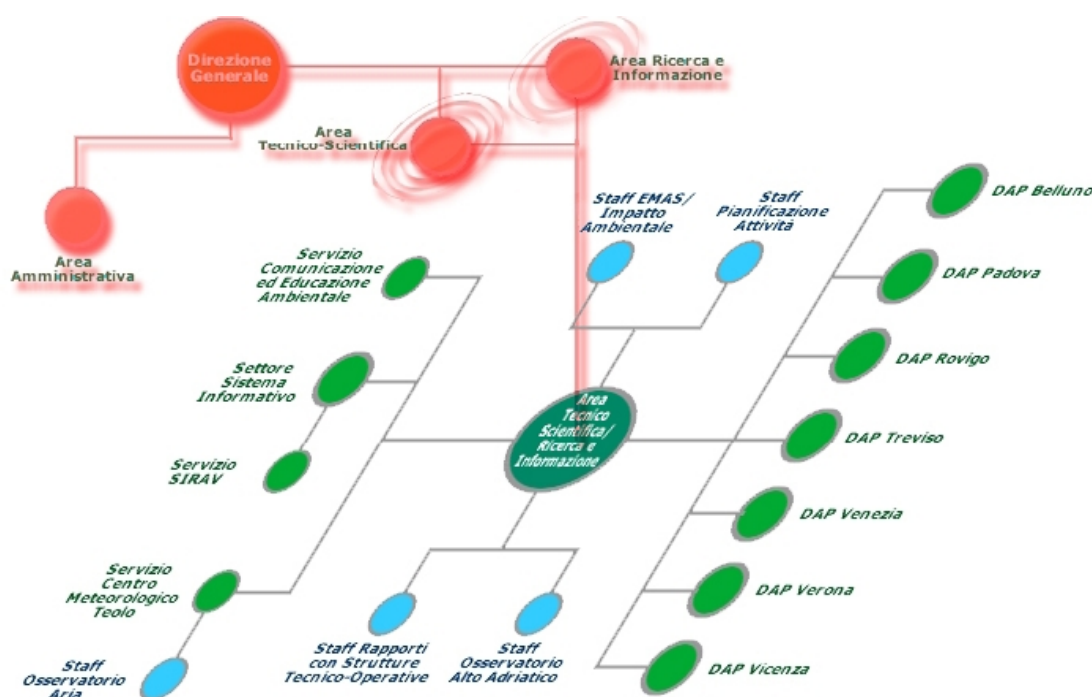 Direzione
Generale
Area Ricerca e
Informazione
Area
Tecnico-Scientifica
Area
Amministrativa
Staff EMAS/
Impatto
Ambientale
Staff
Pianificazione
Attività
DAP Belluno
Servizio
Comunicazione
ed Educazione
Ambientale
DAP Padova
Settore
Sistema
Informativo
DAP Rovigo
Area
Tecnico
Scientifica/
Ricerca e
Informazione
DAP Treviso
Servizio
SIRAV
DAP Venezia
Servizio
Centro
Meteorologico
Teolo
DAP Verona
Staff Rapporti
con Strutture
Tecnico-Operative
Staff
Osservatorio
Alto Adriatico
DAP Vicenza
Staff
Osservatorio
Aria